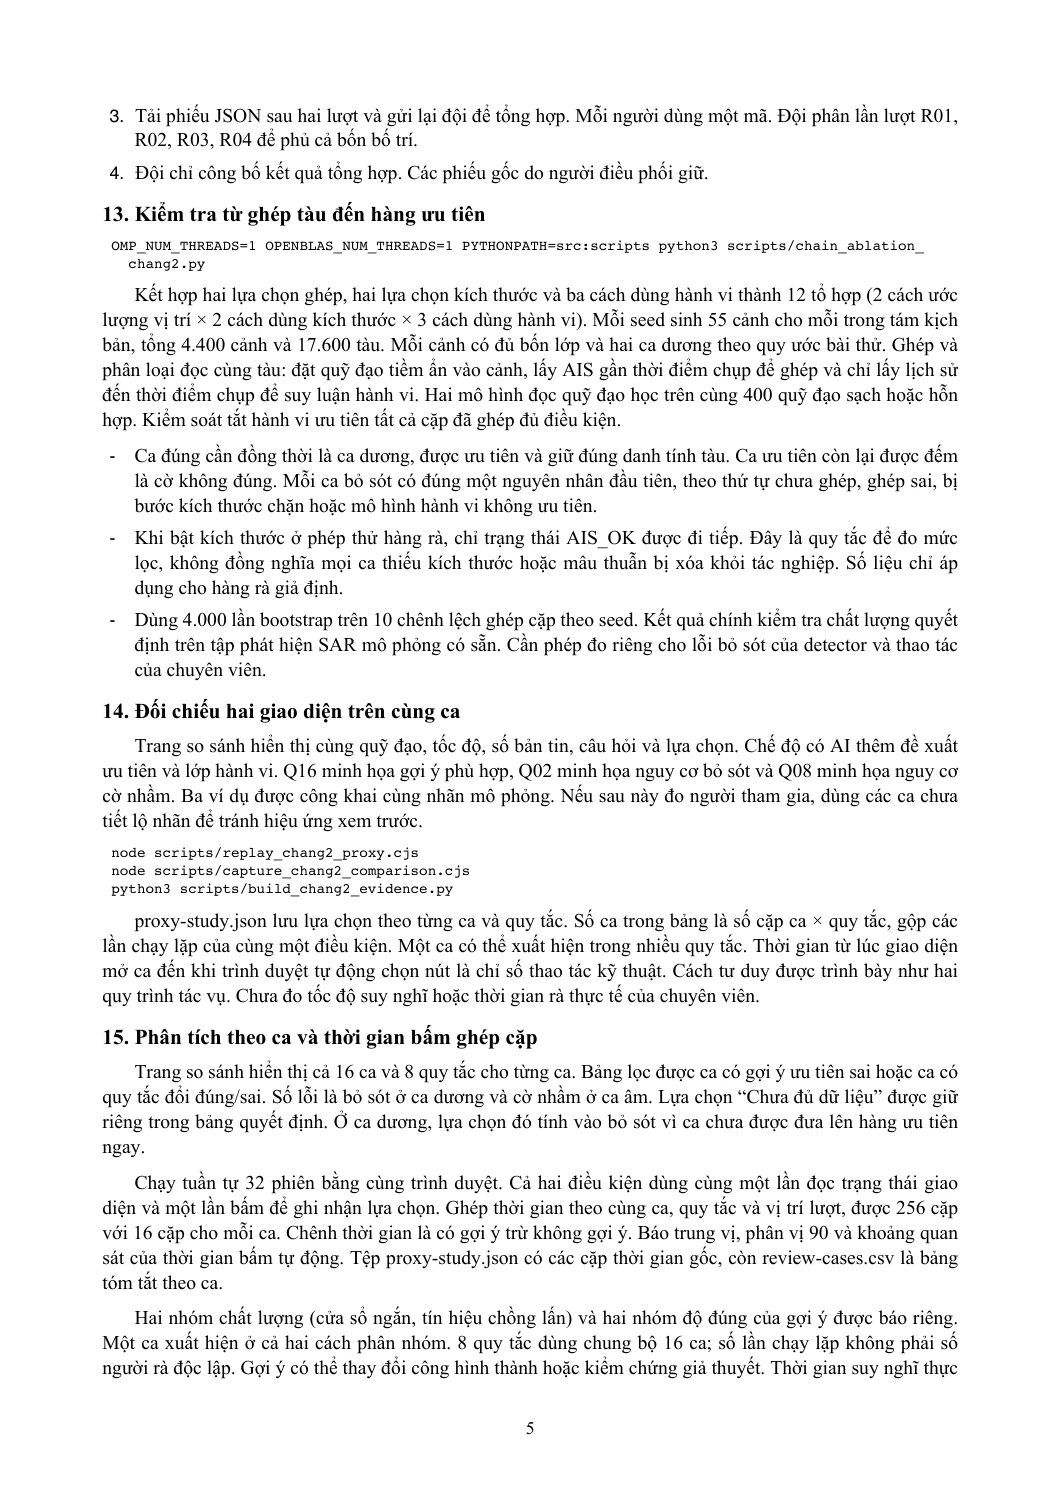 3. Tải phiếu JSON sau hai lượt và gửi lại đội để tổng hợp. Mỗi người dùng một mã. Đội phân lần lượt R01,
R02, R03, R04 để phủ cả bốn bố trí.
4. Đội chỉ công bố kết quả tổng hợp. Các phiếu gốc do người điều phối giữ.
13. Kiểm tra từ ghép tàu đến hàng ưu tiên
OMP_NUM_THREADS=1 OPENBLAS_NUM_THREADS=1 PYTHONPATH=src:scripts python3 scripts/chain_ablation_
chang2.py
Kết hợp hai lựa chọn ghép, hai lựa chọn kích thước và ba cách dùng hành vi thành 12 tổ hợp (2 cách ước
lượng vị trí × 2 cách dùng kích thước × 3 cách dùng hành vi). Mỗi seed sinh 55 cảnh cho mỗi trong tám kịch
bản, tổng 4.400 cảnh và 17.600 tàu. Mỗi cảnh có đủ bốn lớp và hai ca dương theo quy ước bài thử. Ghép và
phân loại đọc cùng tàu: đặt quỹ đạo tiềm ẩn vào cảnh, lấy AIS gần thời điểm chụp để ghép và chỉ lấy lịch sử
đến thời điểm chụp để suy luận hành vi. Hai mô hình đọc quỹ đạo học trên cùng 400 quỹ đạo sạch hoặc hỗn
hợp. Kiểm soát tắt hành vi ưu tiên tất cả cặp đã ghép đủ điều kiện.
- Ca đúng cần đồng thời là ca dương, được ưu tiên và giữ đúng danh tính tàu. Ca ưu tiên còn lại được đếm
là cờ không đúng. Mỗi ca bỏ sót có đúng một nguyên nhân đầu tiên, theo thứ tự chưa ghép, ghép sai, bị
bước kích thước chặn hoặc mô hình hành vi không ưu tiên.
- Khi bật kích thước ở phép thử hàng rà, chỉ trạng thái AIS_OK được đi tiếp. Đây là quy tắc để đo mức
lọc, không đồng nghĩa mọi ca thiếu kích thước hoặc mâu thuẫn bị xóa khỏi tác nghiệp. Số liệu chỉ áp
dụng cho hàng rà giả định.
- Dùng 4.000 lần bootstrap trên 10 chênh lệch ghép cặp theo seed. Kết quả chính kiểm tra chất lượng quyết
định trên tập phát hiện SAR mô phỏng có sẵn. Cần phép đo riêng cho lỗi bỏ sót của detector và thao tác
của chuyên viên.
14. Đối chiếu hai giao diện trên cùng ca
Trang so sánh hiển thị cùng quỹ đạo, tốc độ, số bản tin, câu hỏi và lựa chọn. Chế độ có AI thêm đề xuất
ưu tiên và lớp hành vi. Q16 minh họa gợi ý phù hợp, Q02 minh họa nguy cơ bỏ sót và Q08 minh họa nguy cơ
cờ nhầm. Ba ví dụ được công khai cùng nhãn mô phỏng. Nếu sau này đo người tham gia, dùng các ca chưa
tiết lộ nhãn để tránh hiệu ứng xem trước.
node scripts/replay_chang2_proxy.cjs
node scripts/capture_chang2_comparison.cjs
python3 scripts/build_chang2_evidence.py
proxy-study.json lưu lựa chọn theo từng ca và quy tắc. Số ca trong bảng là số cặp ca × quy tắc, gộp các
lần chạy lặp của cùng một điều kiện. Một ca có thể xuất hiện trong nhiều quy tắc. Thời gian từ lúc giao diện
mở ca đến khi trình duyệt tự động chọn nút là chỉ số thao tác kỹ thuật. Cách tư duy được trình bày như hai
quy trình tác vụ. Chưa đo tốc độ suy nghĩ hoặc thời gian rà thực tế của chuyên viên.
15. Phân tích theo ca và thời gian bấm ghép cặp
Trang so sánh hiển thị cả 16 ca và 8 quy tắc cho từng ca. Bảng lọc được ca có gợi ý ưu tiên sai hoặc ca có
quy tắc đổi đúng/sai. Số lỗi là bỏ sót ở ca dương và cờ nhầm ở ca âm. Lựa chọn “Chưa đủ dữ liệu” được giữ
riêng trong bảng quyết định. Ở ca dương, lựa chọn đó tính vào bỏ sót vì ca chưa được đưa lên hàng ưu tiên
ngay.
Chạy tuần tự 32 phiên bằng cùng trình duyệt. Cả hai điều kiện dùng cùng một lần đọc trạng thái giao
diện và một lần bấm để ghi nhận lựa chọn. Ghép thời gian theo cùng ca, quy tắc và vị trí lượt, được 256 cặp
với 16 cặp cho mỗi ca. Chênh thời gian là có gợi ý trừ không gợi ý. Báo trung vị, phân vị 90 và khoảng quan
sát của thời gian bấm tự động. Tệp proxy-study.json có các cặp thời gian gốc, còn review-cases.csv là bảng
tóm tắt theo ca.
Hai nhóm chất lượng (cửa sổ ngắn, tín hiệu chồng lấn) và hai nhóm độ đúng của gợi ý được báo riêng.
Một ca xuất hiện ở cả hai cách phân nhóm. 8 quy tắc dùng chung bộ 16 ca; số lần chạy lặp không phải số
người rà độc lập. Gợi ý có thể thay đổi công hình thành hoặc kiểm chứng giả thuyết. Thời gian suy nghĩ thực
5